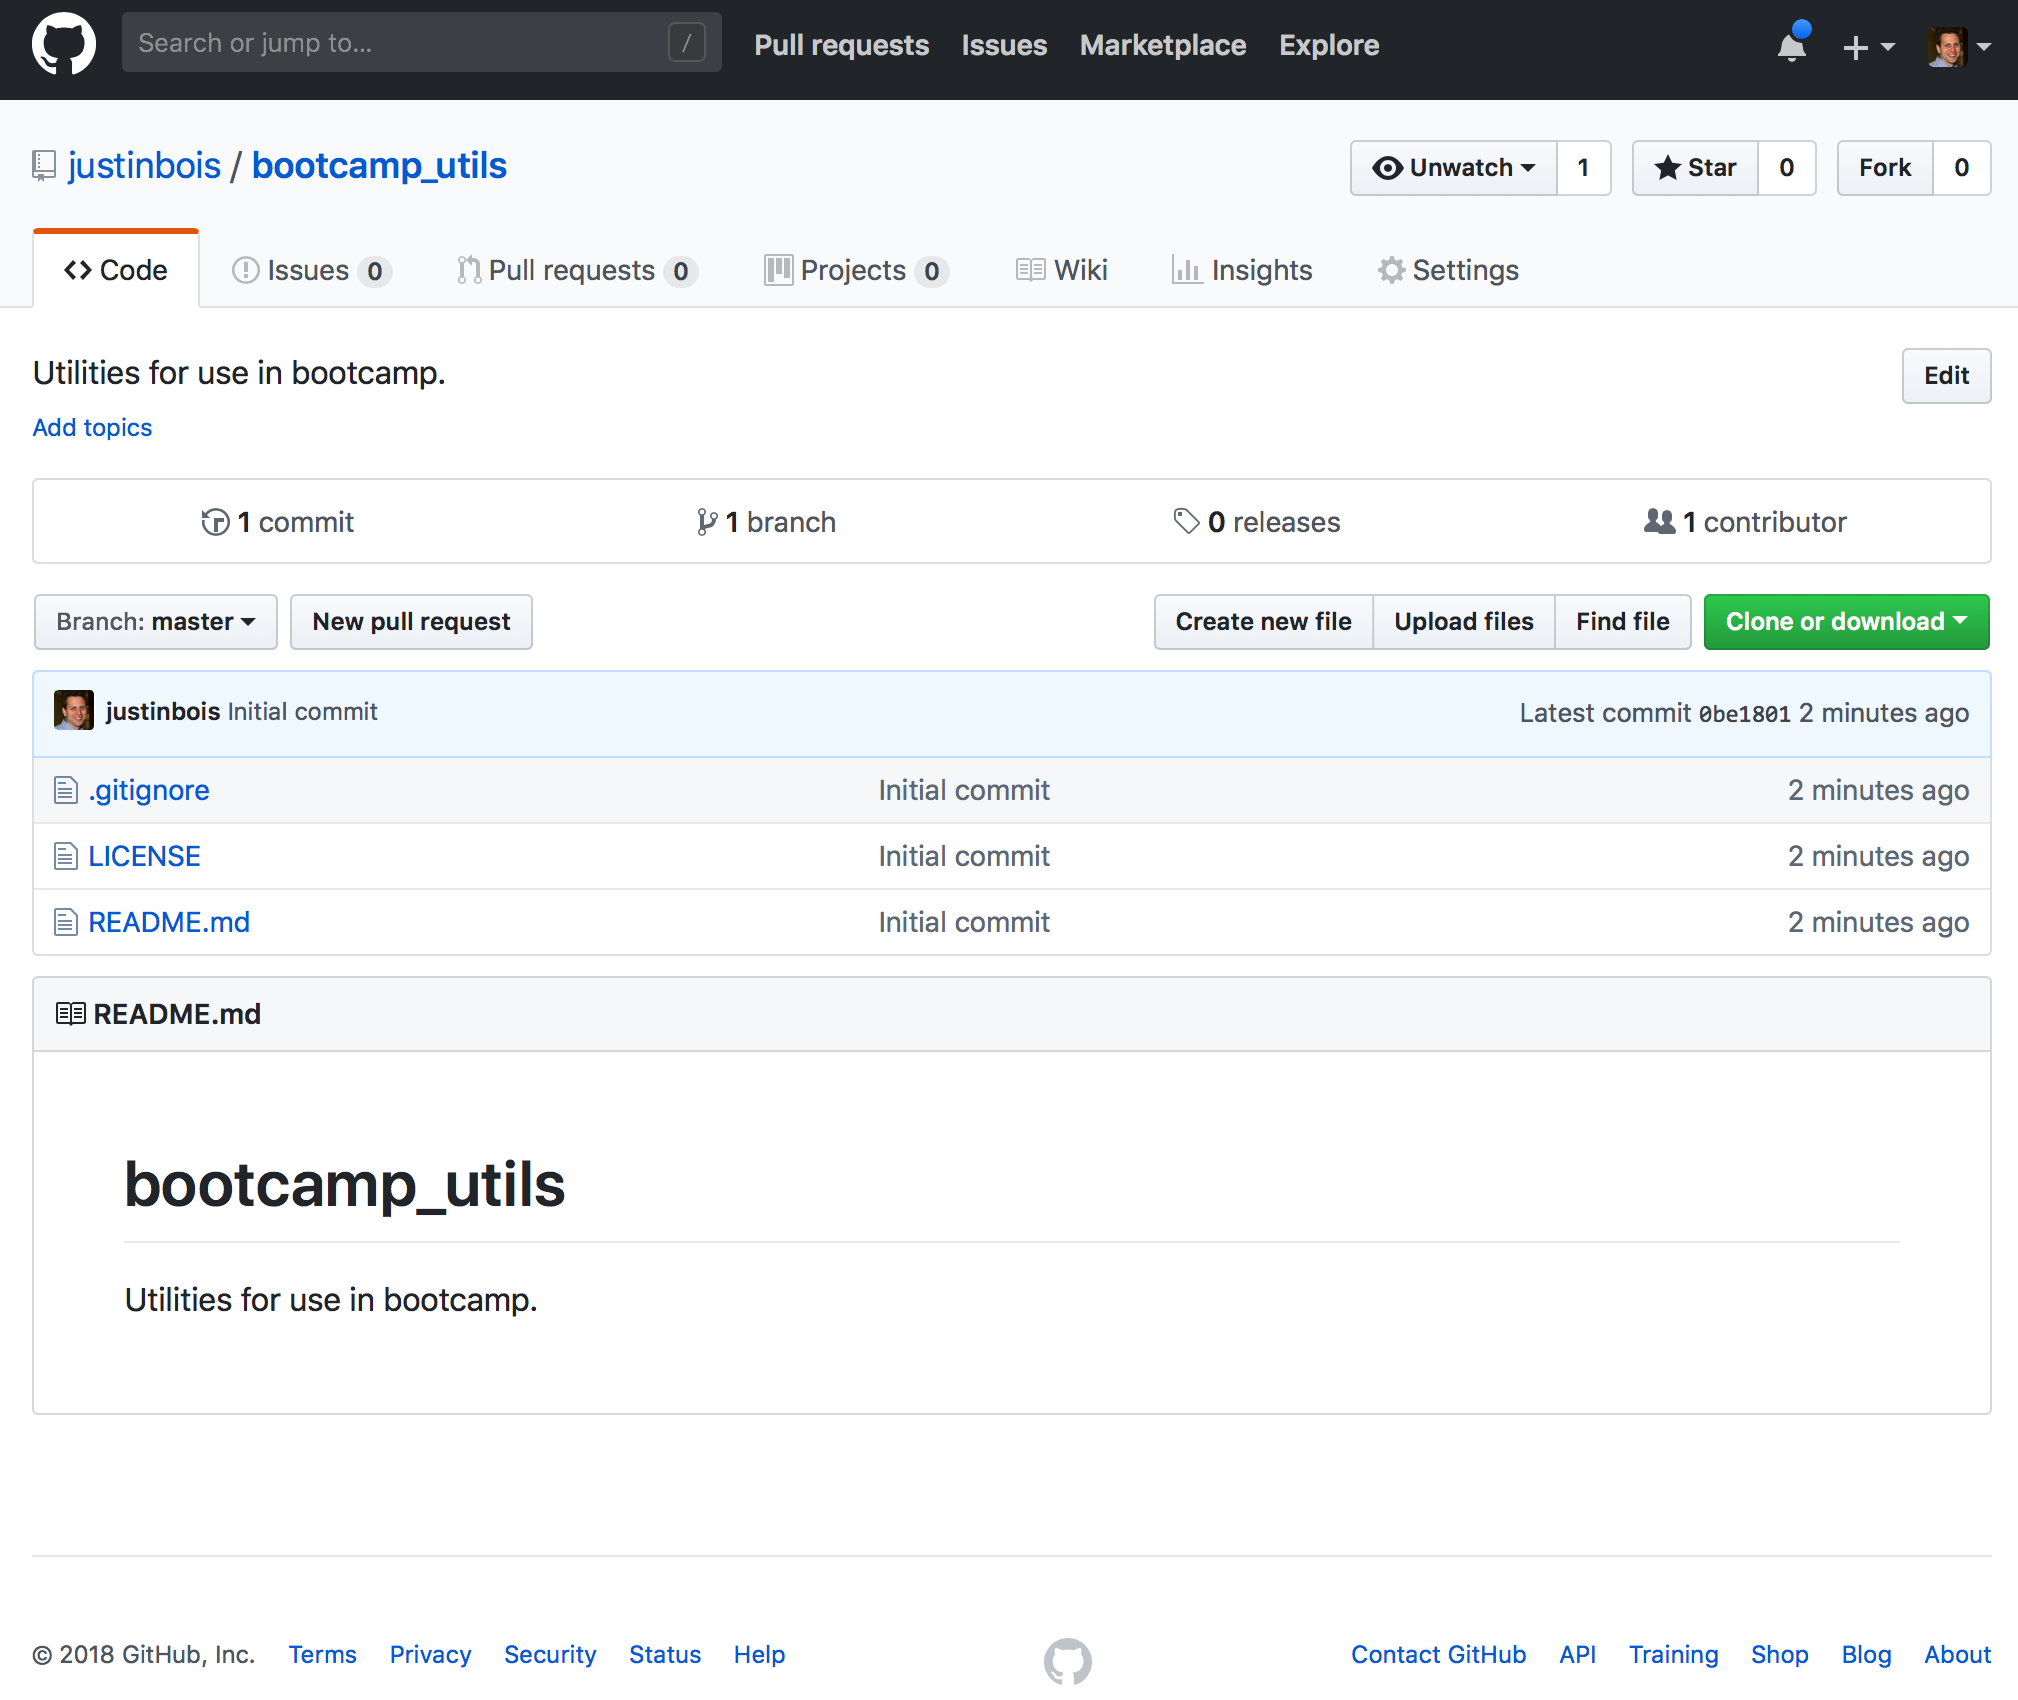 Search or jump to... / Pull requests Issues Marketplace Explore
justinbois / bootcamp_utils Unwatch 1 Star 0 Fork 0
Code Issues 0 Pull requests 0 Projects 0 Wiki Insights Settings
Utilities for use in bootcamp. Edit
Add topics
1 commit 1 branch 0 releases 1 contributor
Branch: master New pull request Create new file Upload files Find file Clone or download
justinbois Initial commit Latest commit 0be1801 2 minutes ago
.gitignore Initial commit 2 minutes ago
LICENSE Initial commit 2 minutes ago
README.md Initial commit 2 minutes ago
README.md
bootcamp_utils
Utilities for use in bootcamp.
© 2018 GitHub, Inc. Terms Privacy Security Status Help Contact GitHub API Training Shop Blog About